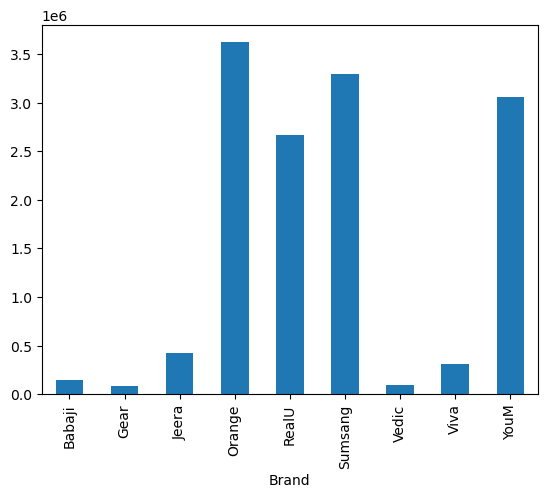 1e6
3.5
3.0
2.5
2.0
1.5
1.0
0.5
0.0
Babaji
Gear
Jeera
Orange
RealU
Sumsang
Vedic
Viva
YouM
Brand